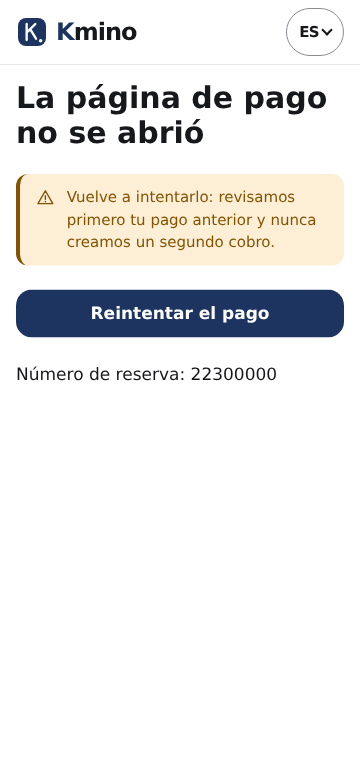 K. Kmino
ES
La página de pago
no se abrió
Vuelve a intentarlo: revisamos
primero tu pago anterior y nunca
creamos un segundo cobro.
Reintentar el pago
Número de reserva: 22300000